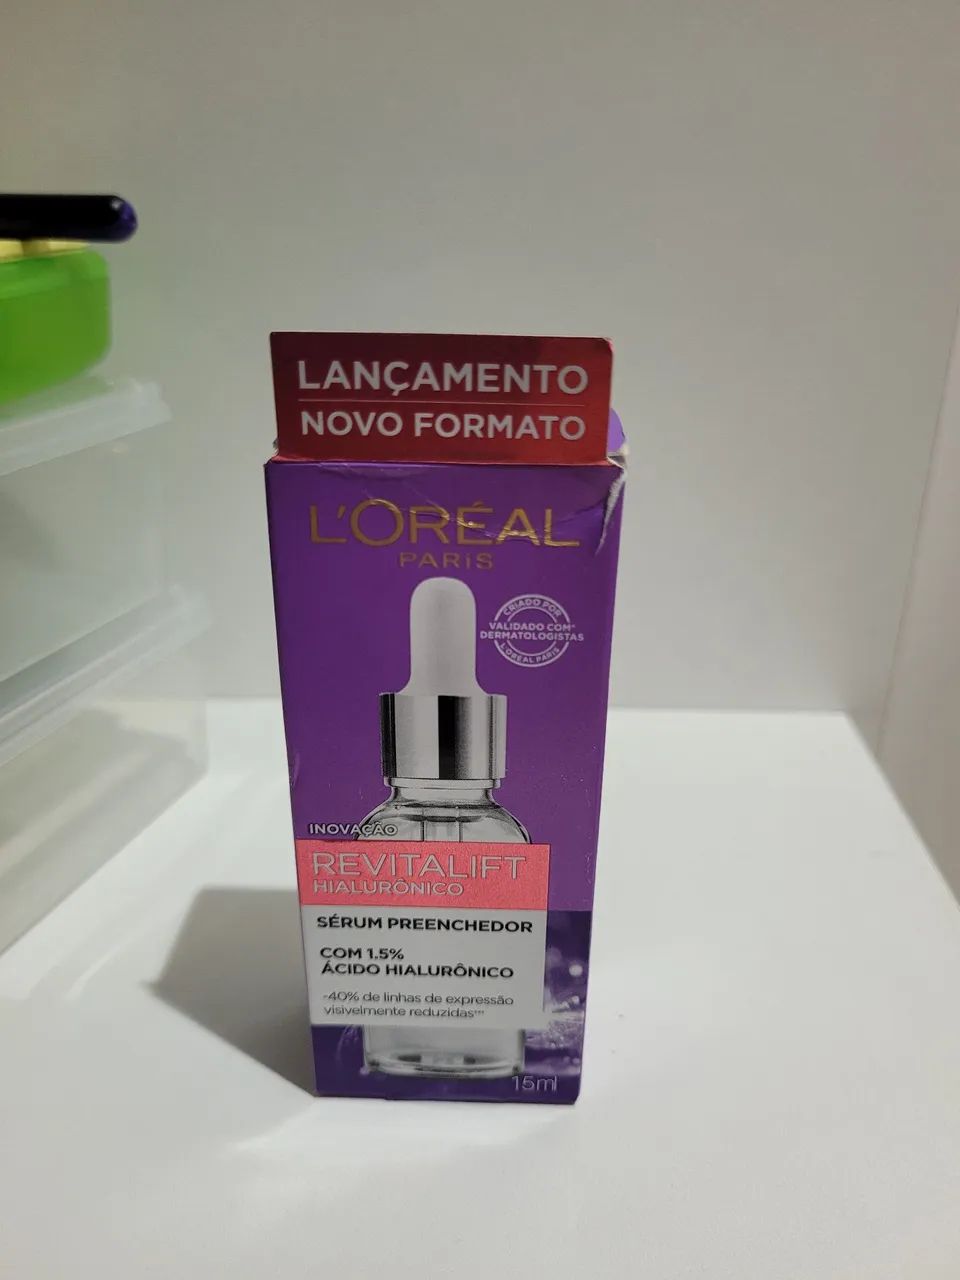 LANÇAMENTO
NOVO FORMATO
L'ORÉAL
PARiS
CRIADO POR
VALIDADO COM*
DERMATOLOGISTAS
L'ORÉAL PARIS
INOVAÇÃO
REVITALIFT
HIALURÔNICO
SÉRUM PREENCHEDOR
COM 1.5%
ÁCIDO HIALURÔNICO
-40% de linhas de expressão
visivelmente reduzidas***
15ml